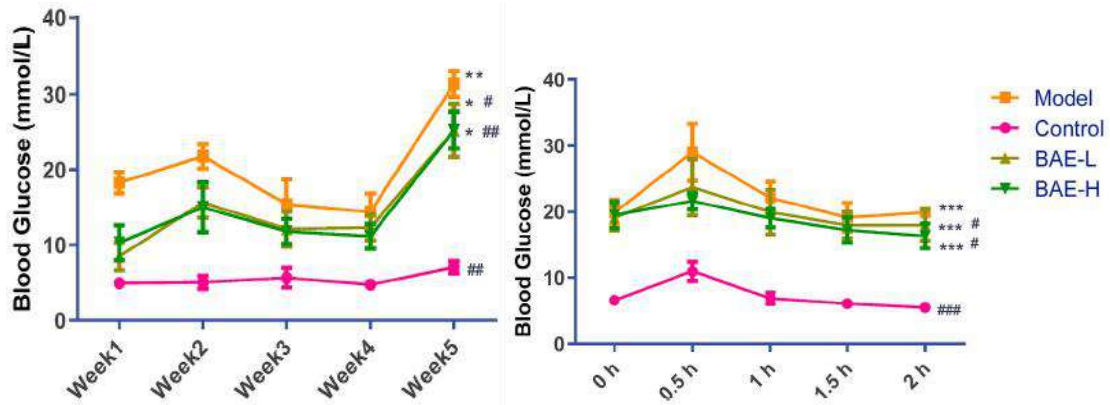 Blood Glucose (mmol/L)
40
30
20
10
0
**
* #
* ##
##
Week1
Week2
Week3
Week4
Week5
Blood Glucose (mmol/L)
40
30
20
10
0
***
*** #
*** #
###
0 h
0.5 h
1 h
1.5 h
2 h
Model
Control
BAE-L
BAE-H